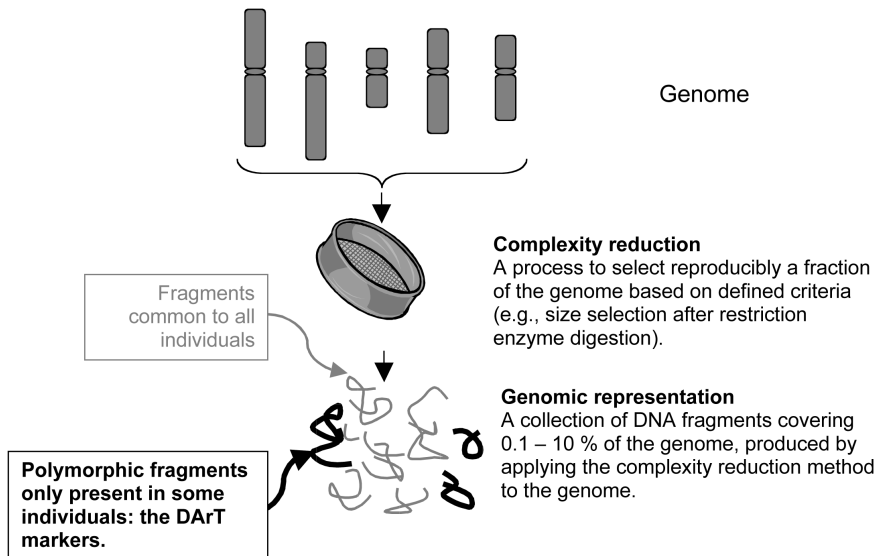 Genome
Complexity reduction
A process to select reproducibly a fraction
of the genome based on defined criteria
(e.g., size selection after restriction
enzyme digestion).
Fragments
common to all
individuals
Genomic representation
A collection of DNA fragments covering
0.1 – 10 % of the genome, produced by
applying the complexity reduction method
to the genome.
Polymorphic fragments
only present in some
individuals: the DArT
markers.